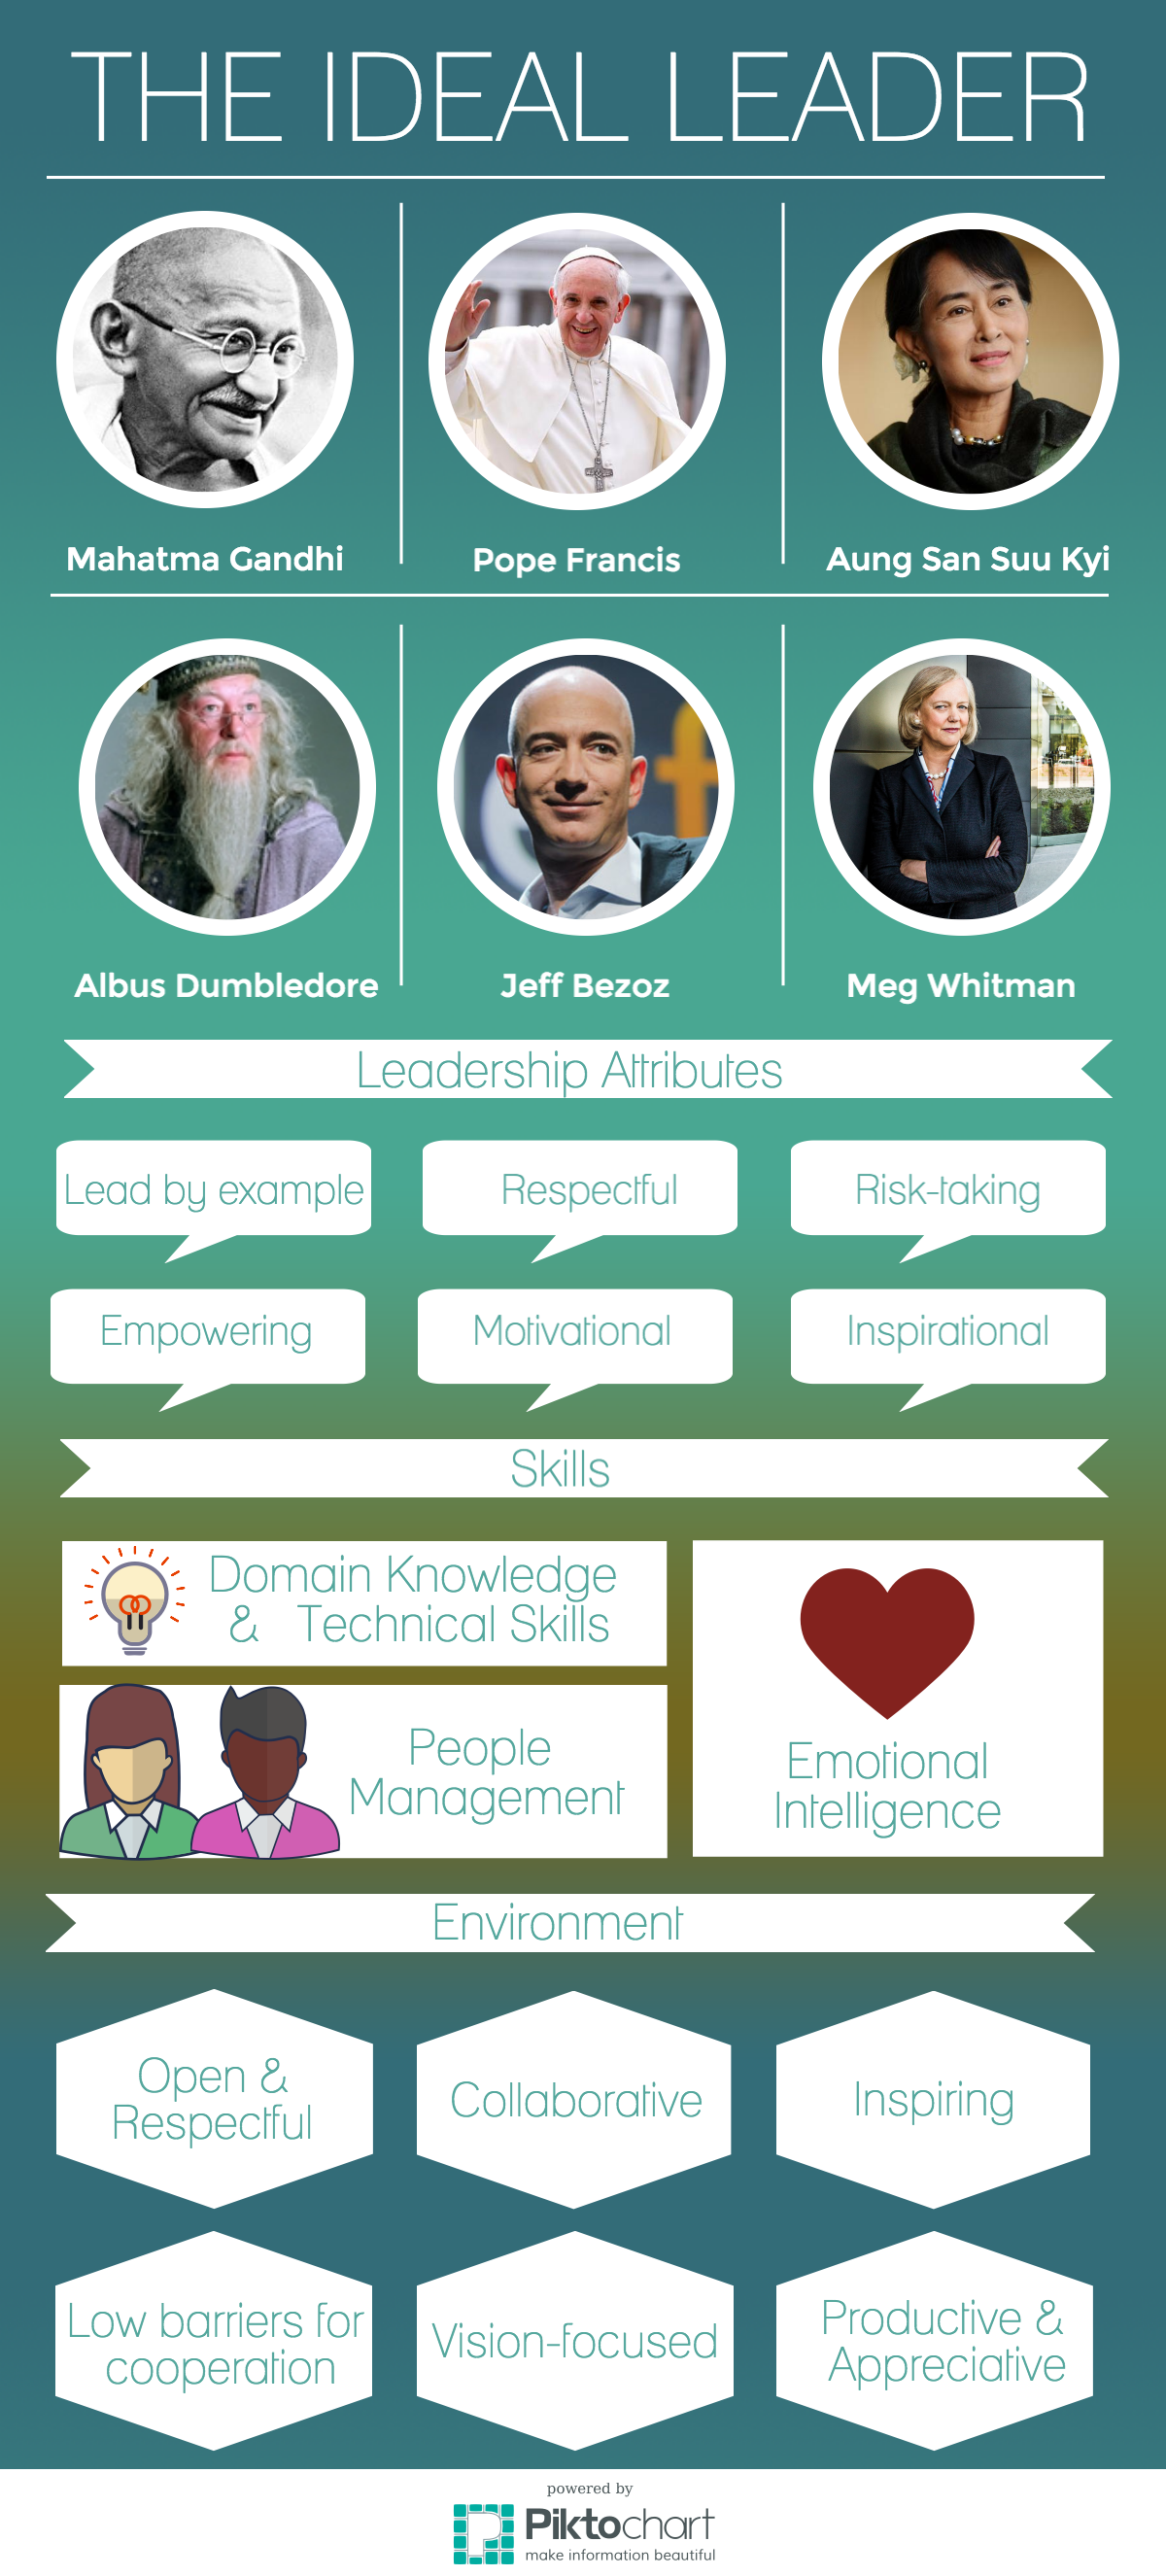 THE IDEAL LEADER
Mahatma Gandhi
Pope Francis
Aung San Suu Kyi
Albus Dumbledore
Jeff Bezoz
Meg Whitman
Leadership Attributes
Lead by example
Respectful
Risk-taking
Empowering
Motivational
Inspirational
Skills
Domain Knowledge
& Technical Skills
People
Management
Emotional
Intelligence
Environment
Open &
Respectful
Collaborative
Inspiring
Low barriers for
cooperation
Vision-focused
Productive &
Appreciative
powered by
Piktochart
make information beautiful